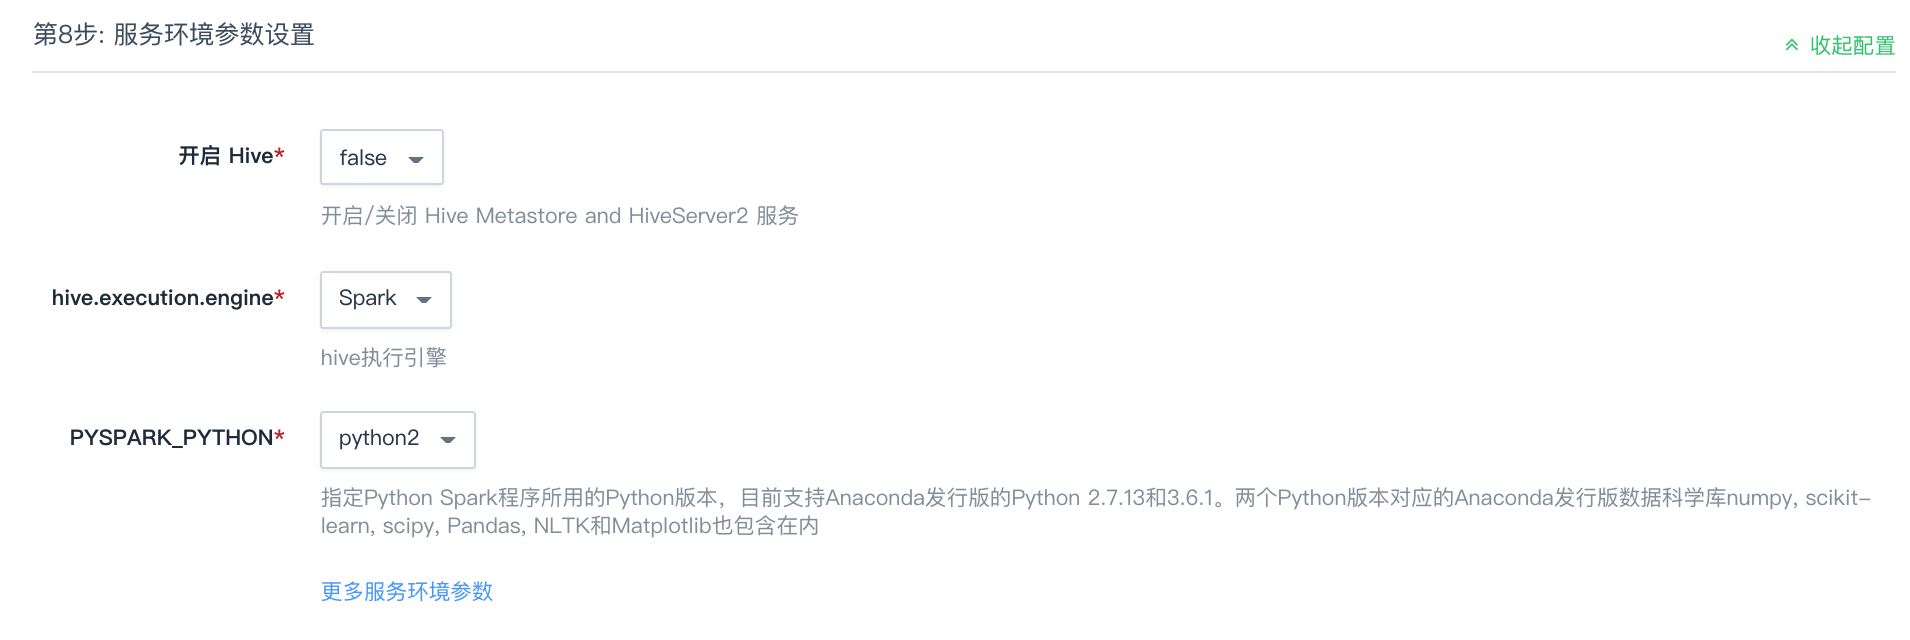 第8步: 服务环境参数设置
收起配置
开启 Hive*
false
开启/关闭 Hive Metastore and HiveServer2 服务
hive.execution.engine*
Spark
hive执行引擎
PYSPARK_PYTHON*
python2
指定Python Spark程序所用的Python版本，目前支持Anaconda发行版的Python 2.7.13和3.6.1。两个Python版本对应的Anaconda发行版数据科学库numpy, scikit-
learn, scipy, Pandas, NLTK和Matplotlib也包含在内
更多服务环境参数